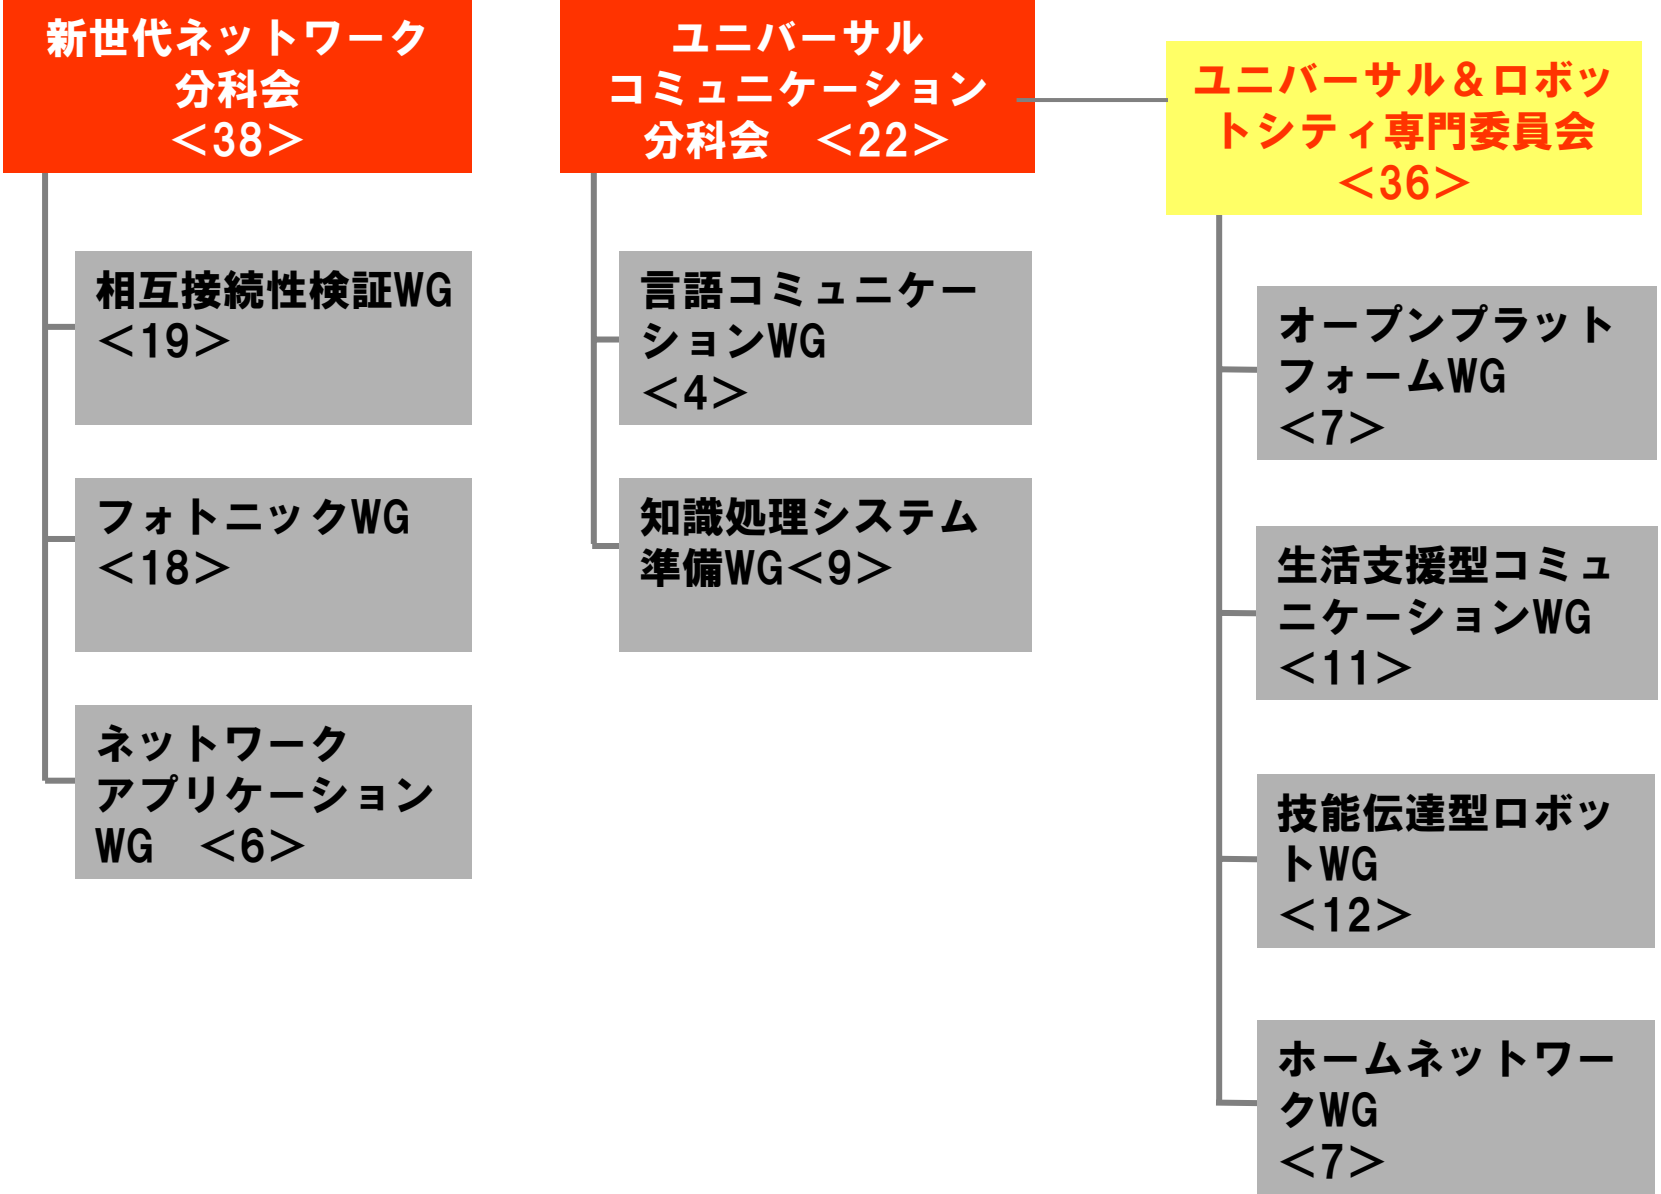 新世代ネットワーク
分科会
＜38＞
相互接続性検証WG
＜19＞
フォトニックWG
＜18＞
ネットワーク
アプリケーション
WG　＜6＞
ユニバーサル
コミュニケーション
分科会　＜22＞
言語コミュニケー
ションWG
＜4＞
知識処理システム
準備WG＜9＞
ユニバーサル＆ロボッ
トシティ専門委員会
＜36＞
オープンプラット
フォームWG
＜7＞
生活支援型コミュ
ニケーションWG
＜11＞
技能伝達型ロボッ
トWG
＜12＞
ホームネットワー
クWG
＜7＞